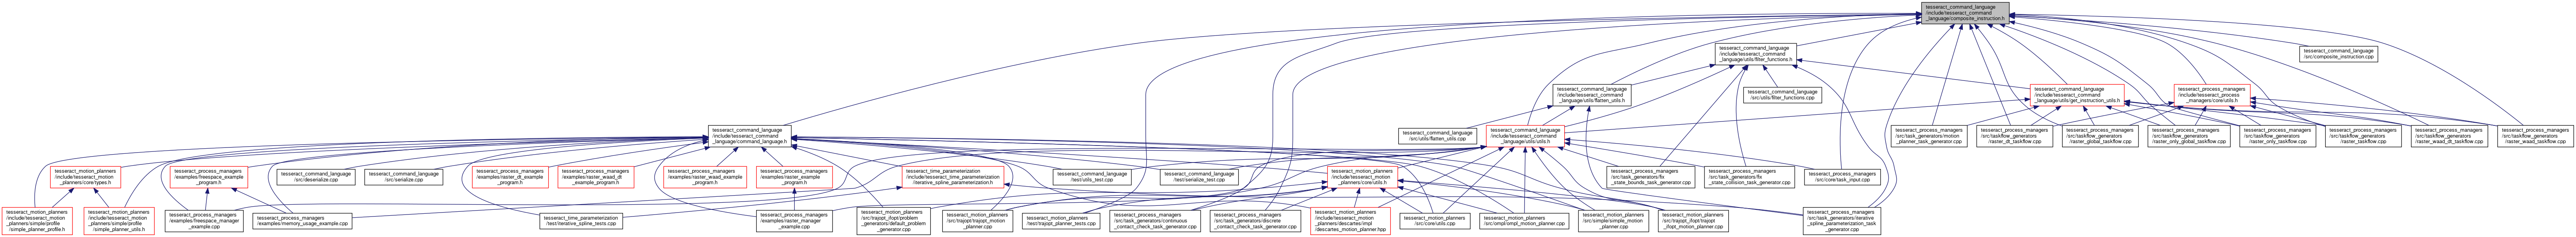 tesseract_command_language
/include/tesseract_command
_language/composite_instruction.h
tesseract_command_language
/include/tesseract_command
_language/utils/filter_functions.h
tesseract_command_language
/src/composite_instruction.cpp
tesseract_command_language
/include/tesseract_command
_language/utils/flatten_utils.h
tesseract_command_language
/src/utils/filter_functions.cpp
tesseract_command_language
/include/tesseract_command
_language/utils/get_instruction_utils.h
tesseract_process_managers
/include/tesseract_process
_managers/core/utils.h
tesseract_command_language
/include/tesseract_command
_language/command_language.h
tesseract_command_language
/src/utils/flatten_utils.cpp
tesseract_command_language
/include/tesseract_command
_language/utils/utils.h
tesseract_process_managers
/src/task_generators/motion
_planner_task_generator.cpp
tesseract_process_managers
/src/taskflow_generators
/raster_dt_taskflow.cpp
tesseract_process_managers
/src/taskflow_generators
/raster_global_taskflow.cpp
tesseract_process_managers
/src/taskflow_generators
/raster_only_global_taskflow.cpp
tesseract_process_managers
/src/taskflow_generators
/raster_only_taskflow.cpp
tesseract_process_managers
/src/taskflow_generators
/raster_taskflow.cpp
tesseract_process_managers
/src/taskflow_generators
/raster_waad_dt_taskflow.cpp
tesseract_process_managers
/src/taskflow_generators
/raster_waad_taskflow.cpp
tesseract_motion_planners
/include/tesseract_motion
_planners/core/types.h
tesseract_process_managers
/examples/freespace_example
_program.h
tesseract_command_language
/src/deserialize.cpp
tesseract_command_language
/src/serialize.cpp
tesseract_process_managers
/examples/raster_dt_example
_program.h
tesseract_process_managers
/examples/raster_waad_dt
_example_program.h
tesseract_process_managers
/examples/raster_waad_example
_program.h
tesseract_process_managers
/examples/raster_example
_program.h
tesseract_time_parameterization
/include/tesseract_time_parameterization
/iterative_spline_parameterization.h
tesseract_command_language
/test/utils_test.cpp
tesseract_command_language
/test/serialize_test.cpp
tesseract_motion_planners
/include/tesseract_motion
_planners/core/utils.h
tesseract_process_managers
/src/task_generators/fix
_state_bounds_task_generator.cpp
tesseract_process_managers
/src/task_generators/fix
_state_collision_task_generator.cpp
tesseract_process_managers
/src/core/task_input.cpp
tesseract_motion_planners
/include/tesseract_motion
_planners/simple/profile
/simple_planner_profile.h
tesseract_motion_planners
/include/tesseract_motion
_planners/simple/profile
/simple_planner_utils.h
tesseract_process_managers
/examples/freespace_manager
_example.cpp
tesseract_process_managers
/examples/memory_usage_example.cpp
tesseract_time_parameterization
/test/iterative_spline_tests.cpp
tesseract_process_managers
/examples/raster_manager
_example.cpp
tesseract_motion_planners
/src/trajopt_ifopt/problem
_generators/default_problem
_generator.cpp
tesseract_motion_planners
/src/trajopt/trajopt_motion
_planner.cpp
tesseract_motion_planners
/test/trajopt_planner_tests.cpp
tesseract_process_managers
/src/task_generators/continuous
_contact_check_task_generator.cpp
tesseract_process_managers
/src/task_generators/discrete
_contact_check_task_generator.cpp
tesseract_motion_planners
/include/tesseract_motion
_planners/descartes/impl
/descartes_motion_planner.hpp
tesseract_motion_planners
/src/core/utils.cpp
tesseract_motion_planners
/src/ompl/ompl_motion_planner.cpp
tesseract_motion_planners
/src/simple/simple_motion
_planner.cpp
tesseract_motion_planners
/src/trajopt_ifopt/trajopt
_ifopt_motion_planner.cpp
tesseract_process_managers
/src/task_generators/iterative
_spline_parameterization_task
_generator.cpp